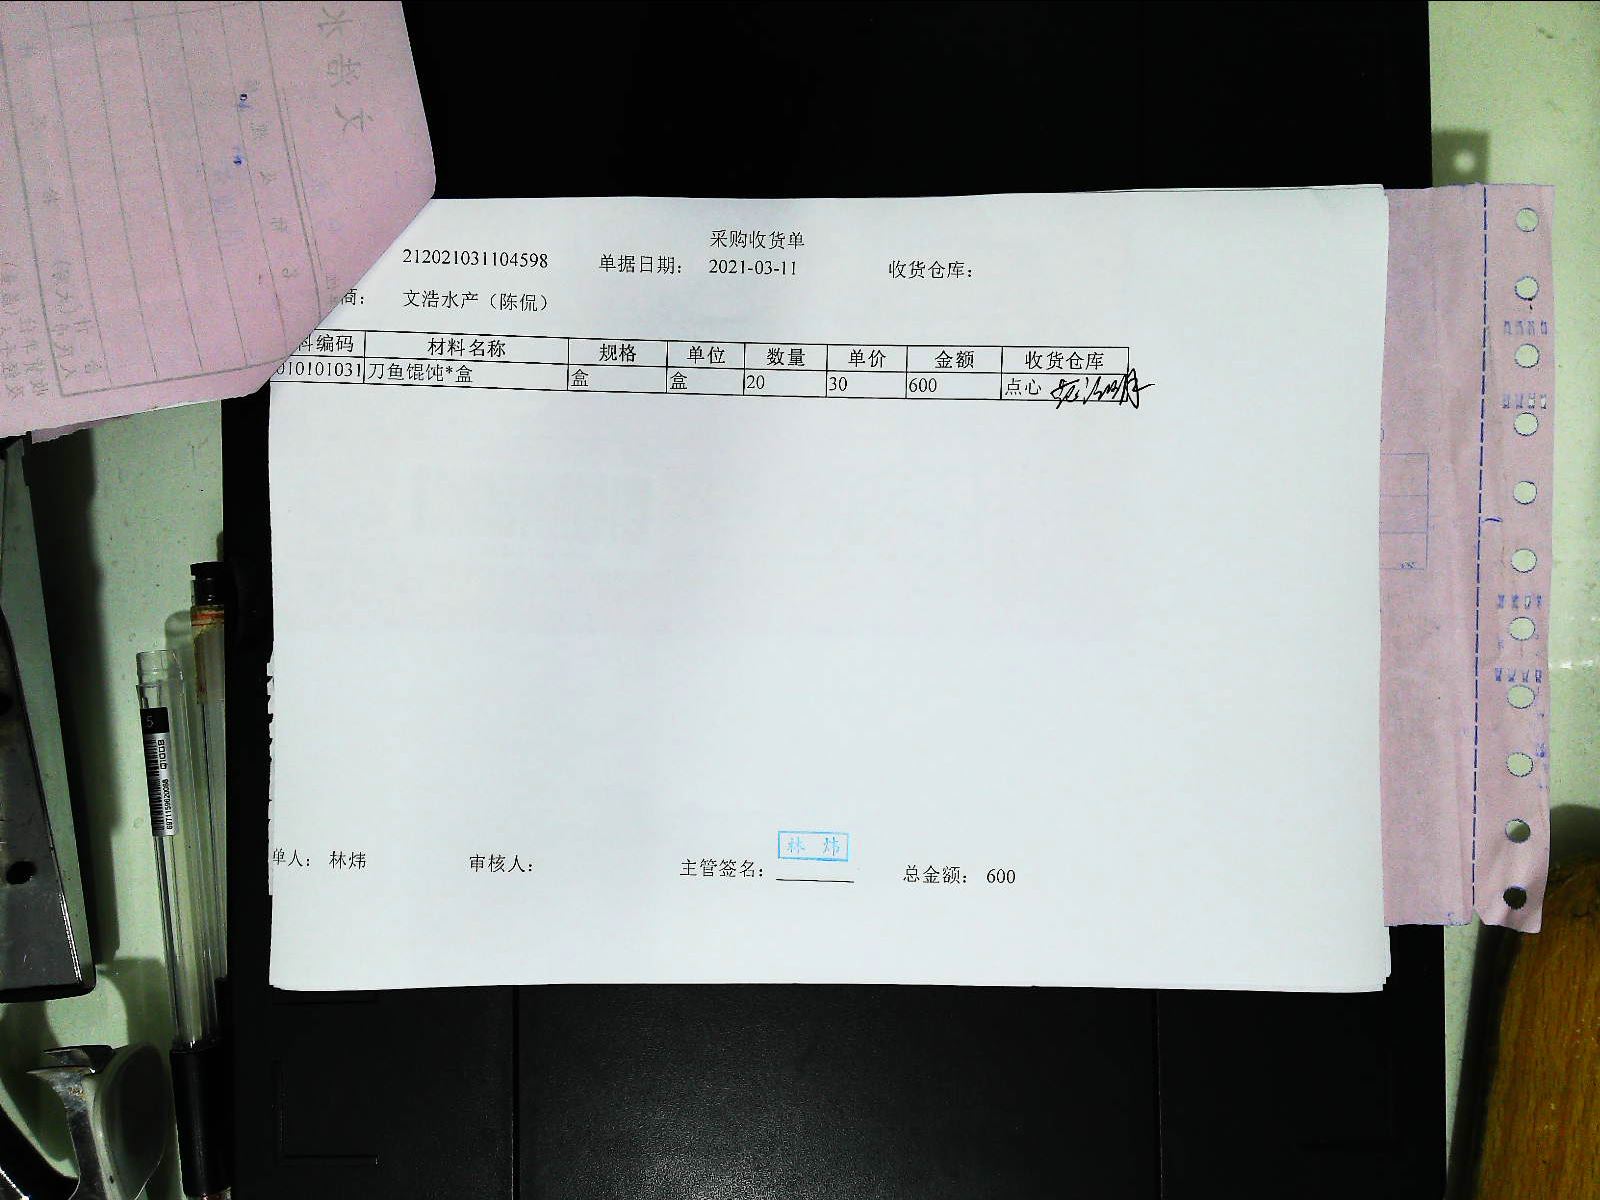 采购收货单
212021031104598 单据日期： 2021-03-11 收货仓库：
商： 文浩水产（陈侃）
料编码 材料名称 规格 单位 数量 单价 金额 收货仓库
010101031 刀鱼馄饨*盒 盒 盒 20 30 600 点心
林 炜
单人： 林炜 审核人： 主管签名： 总金额： 600
5
6971159620098